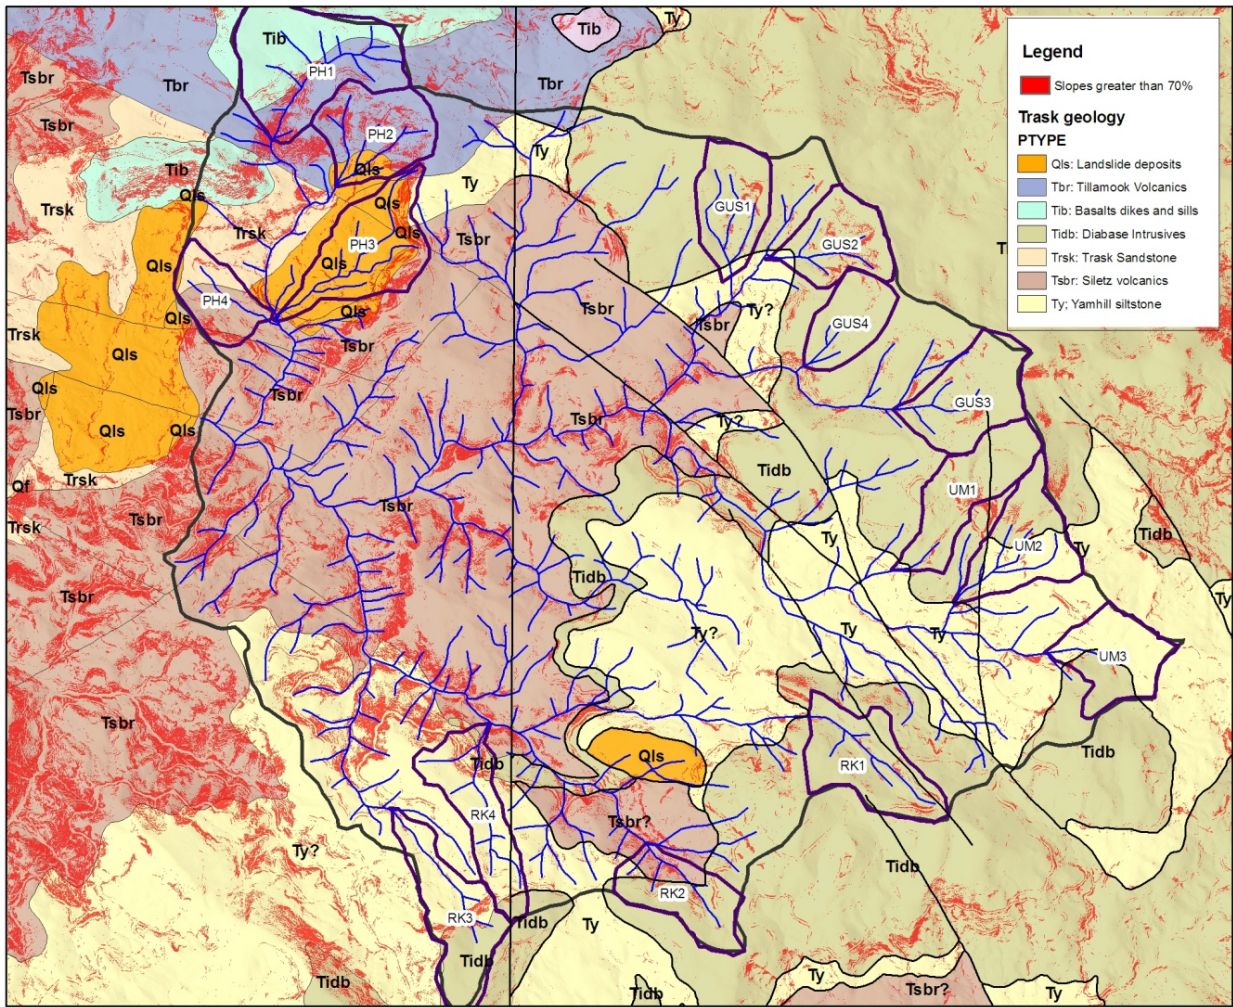 Tib
Ty
Tib
Tbr
Tbr
Tsbr
Tsbr
PH1
PH2
Tib
Qls
Qls
Ty
Ty
Trsk
Qls
Trsk
Qls
PH3
Qls
Qls
Tsbr
GUS1
GUS2
T
Qls
PH4
Qls
Qls
Tsbr
Tsbr
Ty?
Tsbr
GUS4
Trsk
Qls
Qls
Tsbr
Tsbr
Tsbr
Ty?
GUS3
Qls
Qls
Tidb
Qf
Trsk
Tsbr
Tsbr
UM1
Trsk
Ty
UM2
Ty
Tidb
Tsbr
Tidb
Ty
Ty?
Ty
Ty
UM3
Tsbr
Tidb
Qls
RK1
Tidb
RK4
Tsbr?
Ty?
Tidb
RK2
RK3
Tidb
Ty
Tidb
Tidb
Tidb
Ty
Tsbr?
Ty
Legend
Slopes greater than 70%
Trask geology
PTYPE
Qls: Landslide deposits
Tbr: Tillamook Volcanics
Tib: Basalts dikes and sills
Tidb: Diabase Intrusives
Trsk: Trask Sandstone
Tsbr: Siletz volcanics
Ty; Yamhill siltstone